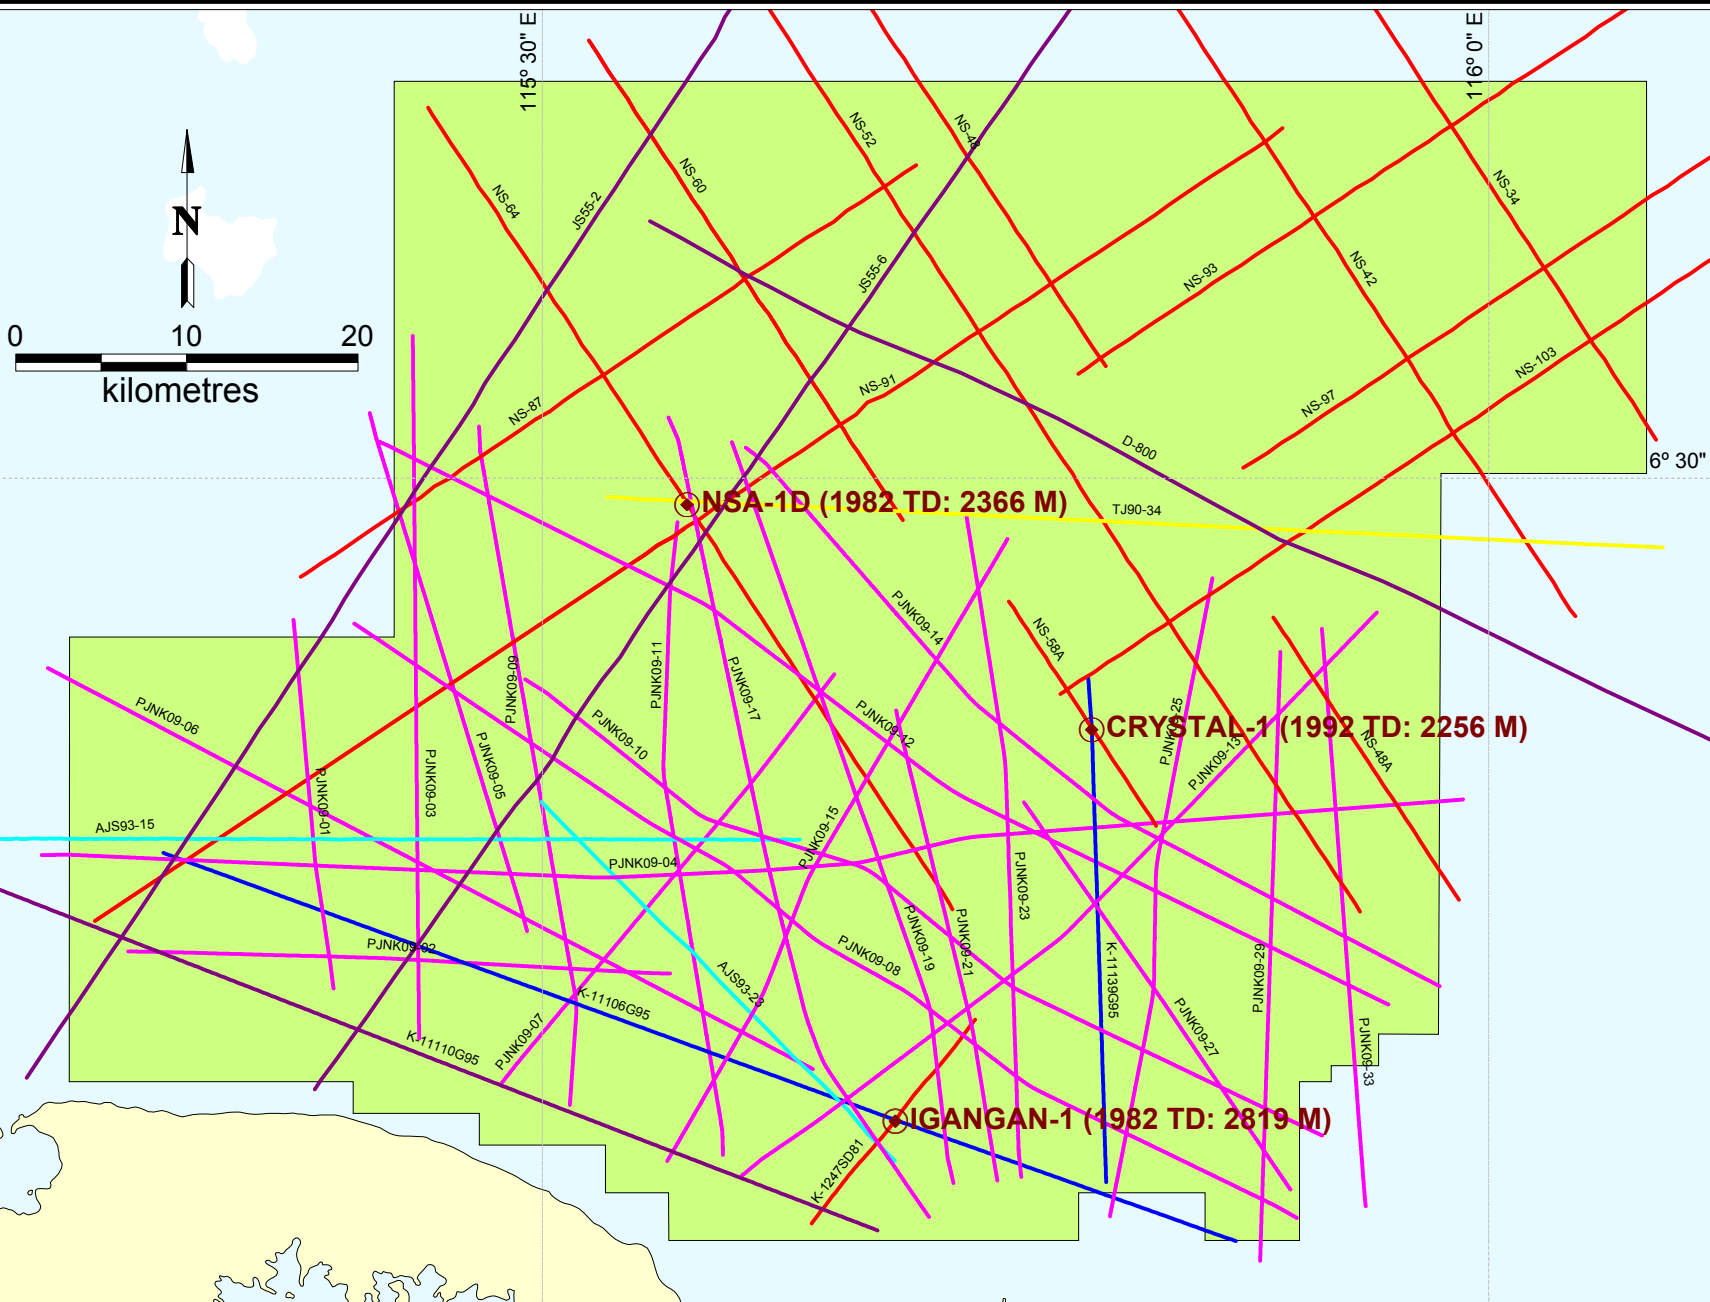 115° 30" E
116° 0" E
NS-52
NS-48
NS-60
NS-64
JS55-2
NS-34
N
JS55-6
NS-93
NS-42
0 10 20
kilometres
NS-91
NS-87
NS-103
NS-97
D-800
6° 30"
NSA-1D (1982 TD: 2366 M)
TJ90-34
PJNK09-14
NS-58A
PJNK09-11
PJNK09-09
PJNK09-17
PJNK09-06
PJNK09-10
PJNK09-12
PJNK09-25
CRYSTAL-1 (1992 TD: 2256 M)
PJNK09-13
NS-48A
PJNK09-05
PJNK09-03
PJNK09-01
AJS93-15
PJNK09-15
PJNK09-04
PJNK09-23
PJNK09-02
PJNK09-08
PJNK09-19
PJNK09-21
K-11139G95
PJNK09-29
AJS93-23
K-11106G95
K-11110G95
PJNK09-07
PJNK09-27
PJNK09-33
IGANGAN-1 (1982 TD: 2819 M)
K-1247SD81